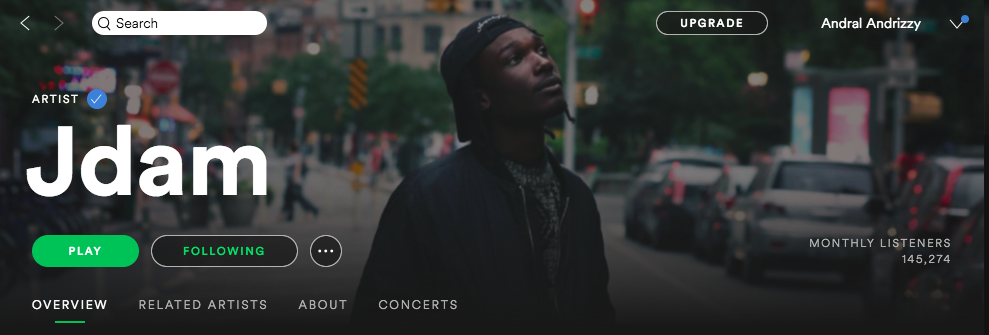 Search
UPGRADE
Andral Andrizzy
ARTIST
Jdam
PLAY
FOLLOWING
MONTHLY LISTENERS
145,274
OVERVIEW
RELATED ARTISTS
ABOUT
CONCERTS